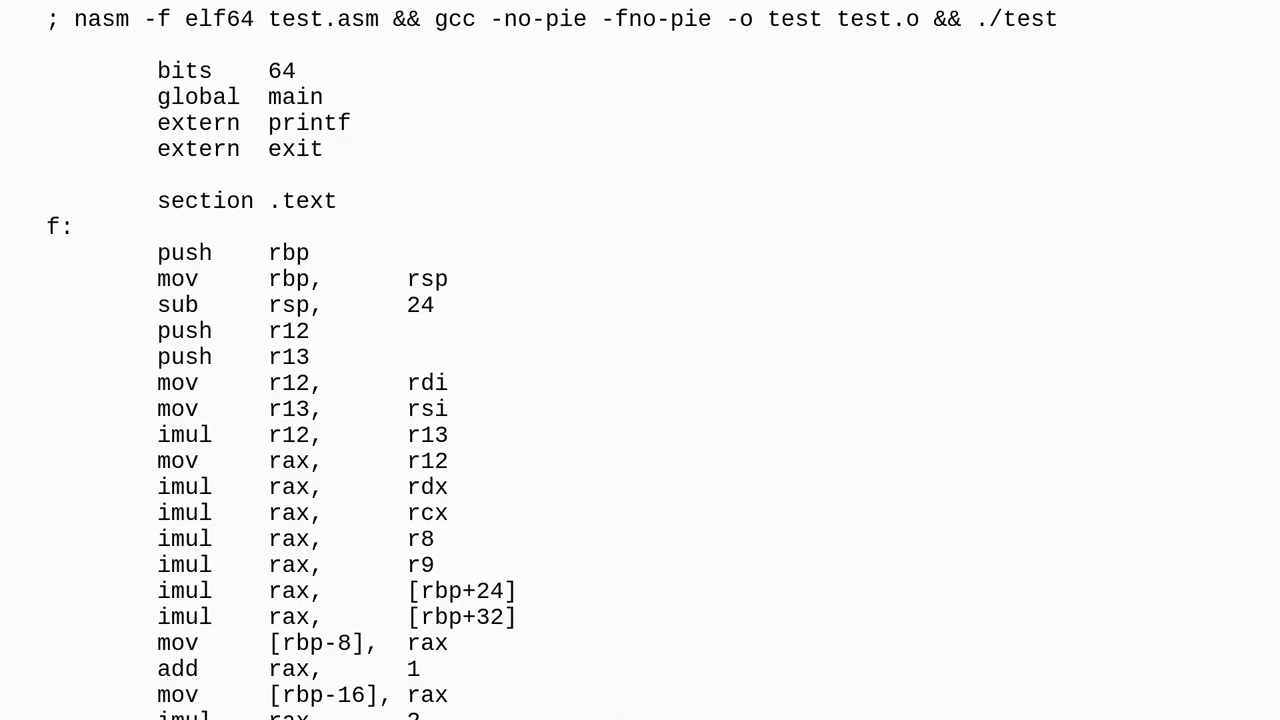 ; nasm -f elf64 test.asm && gcc -no-pie -fno-pie -o test test.o && ./test
bits 64
global main
extern printf
extern exit
section .text
f:
push rbp
mov rbp, rsp
sub rsp, 24
push r12
push r13
mov r12, rdi
mov r13, rsi
imul r12, r13
mov rax, r12
imul rax, rdx
imul rax, rcx
imul rax, r8
imul rax, r9
imul rax, [rbp+24]
imul rax, [rbp+32]
mov [rbp-8], rax
add rax, 1
mov [rbp-16], rax
imul rax, 2